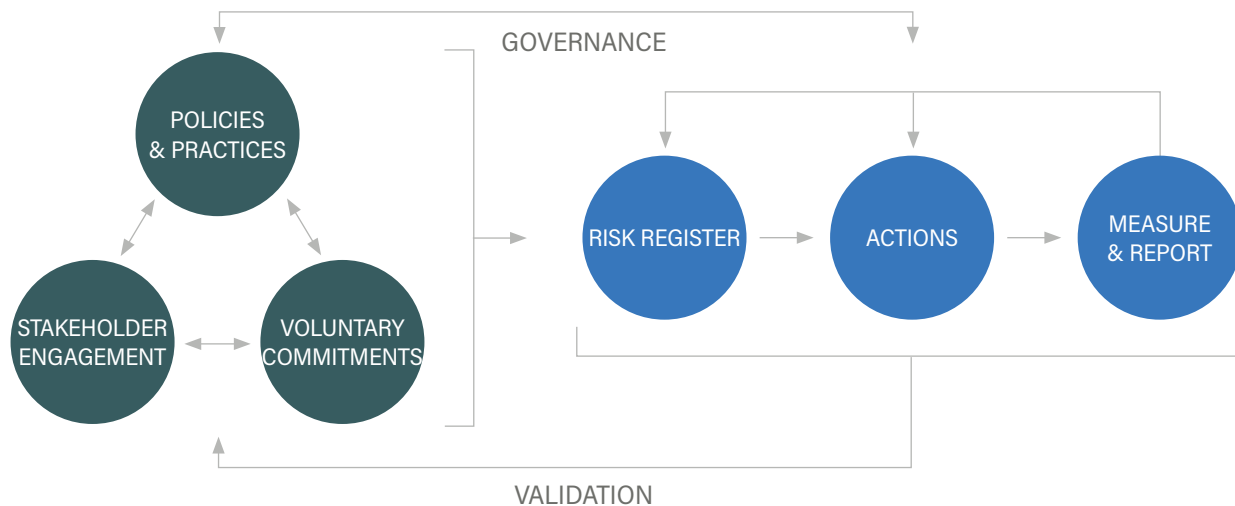 GOVERNANCE
POLICIES
& PRACTICES
STAKEHOLDER
ENGAGEMENT
VOLUNTARY
COMMITMENTS
RISK REGISTER
ACTIONS
MEASURE
& REPORT
VALIDATION